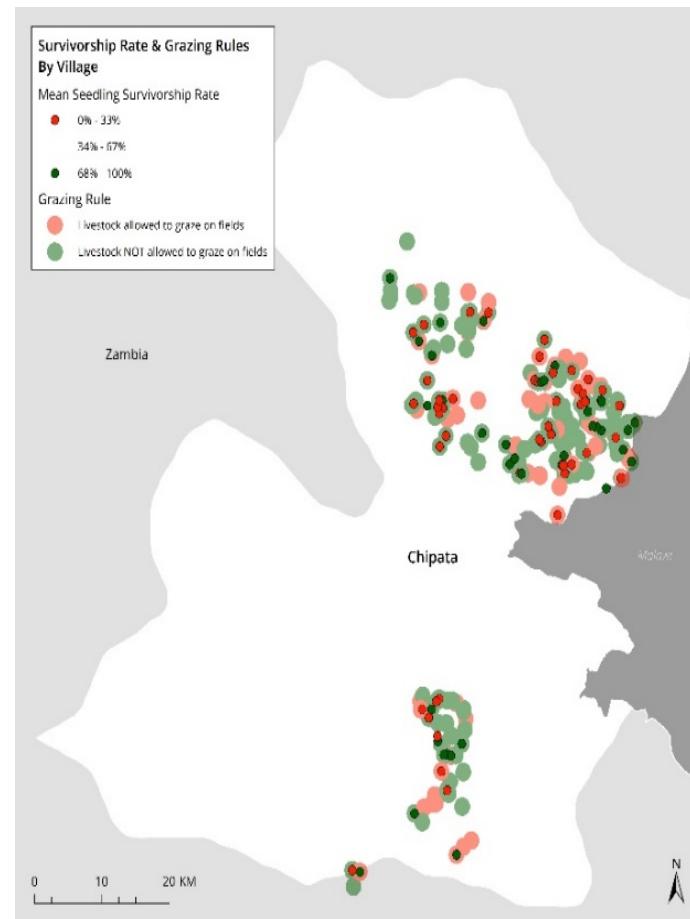 Survivorship Rate & Grazing Rules
By Village
Mean Seedling Survivorship Rate
0% - 33%
34% - 67%
68% 100%
Grazing Rule
Livestock allowed to graze on fields
Livestock NOT allowed to graze on fields
Zambia
Chipata
Malawi
N
0 10 20 KM